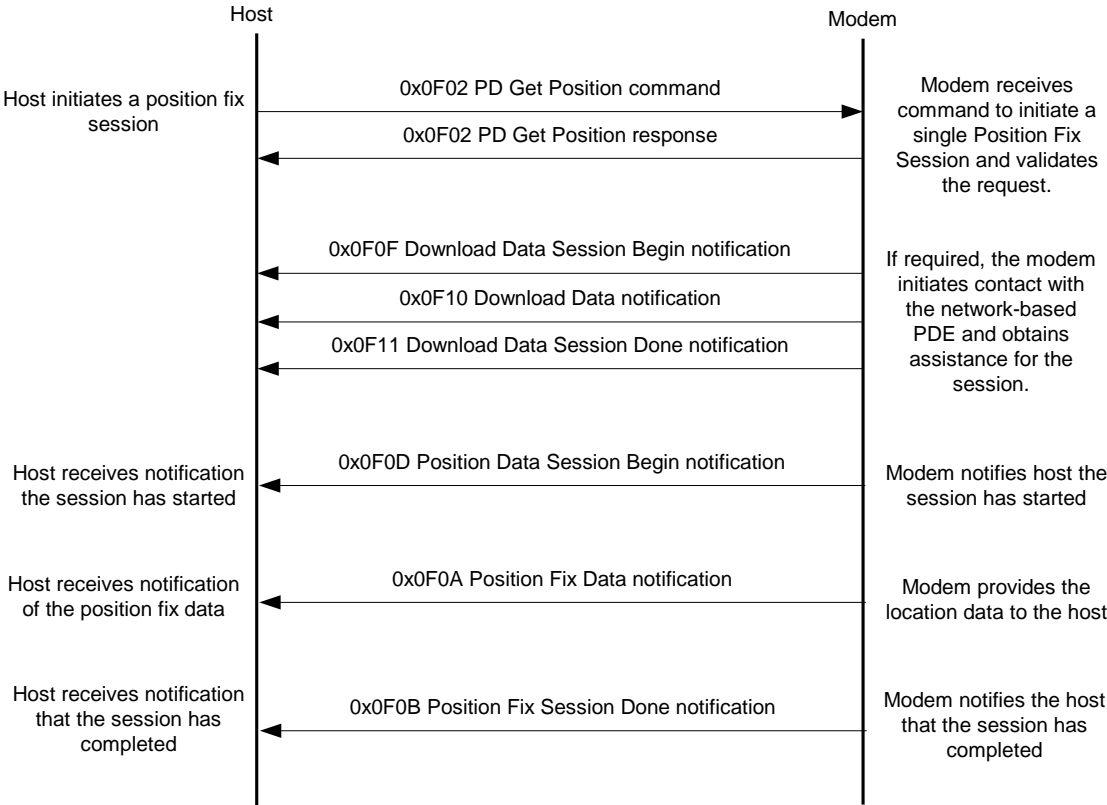 Host
Modem
Host initiates a position fix
session
0x0F02 PD Get Position command
0x0F02 PD Get Position response
Modem receives
command to initiate a
single Position Fix
Session and validates
the request.
0x0F0F Download Data Session Begin notification
0x0F10 Download Data notification
0x0F11 Download Data Session Done notification
If required, the modem
initiates contact with
the network-based
PDE and obtains
assistance for the
session.
Host receives notification
the session has started
0x0F0D Position Data Session Begin notification
Modem notifies host the
session has started
Host receives notification
of the position fix data
0x0F0A Position Fix Data notification
Modem provides the
location data to the host
Host receives notification
that the session has
completed
0x0F0B Position Fix Session Done notification
Modem notifies the host
that the session has
completed